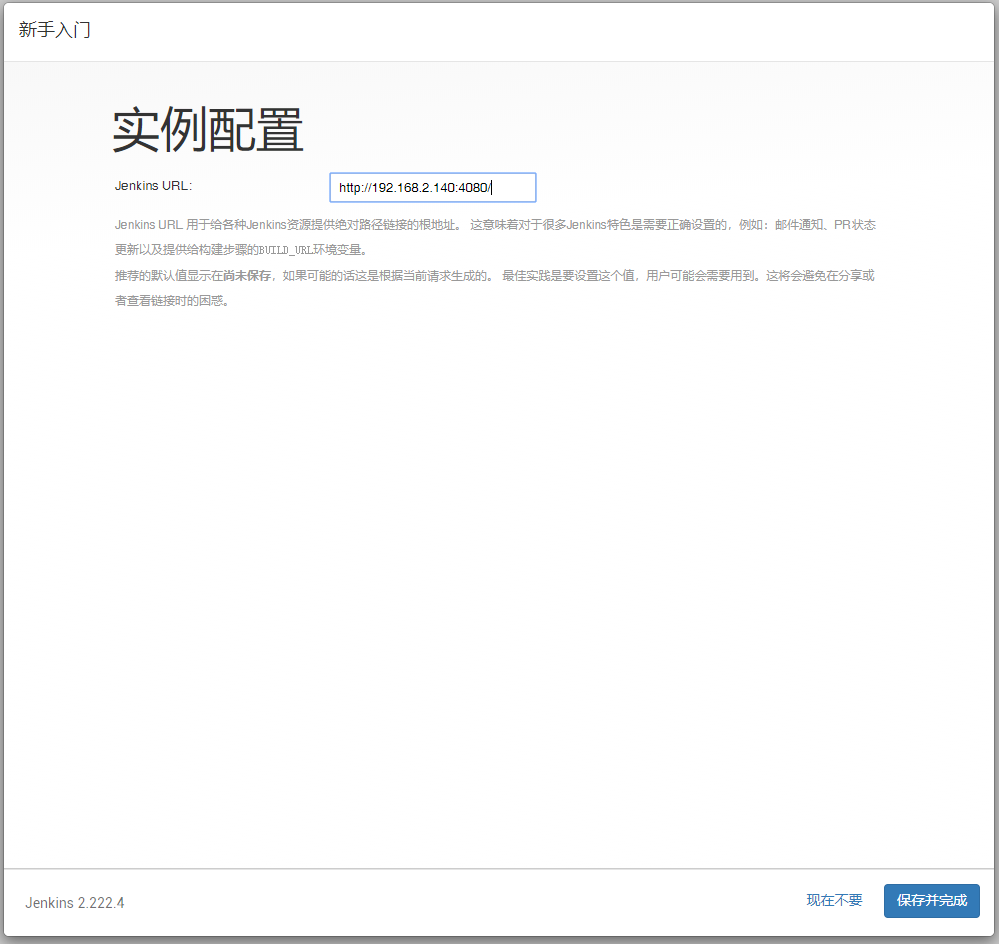 新手入门
实例配置
Jenkins URL:
http://192.168.2.140:4080/
Jenkins URL 用于给各种Jenkins资源提供绝对路径链接的根地址。 这意味着对于很多Jenkins特色是需要正确设置的，例如：邮件通知、PR状态
更新以及提供给构建步骤的BUILD_URL环境变量。
推荐的默认值显示在尚未保存，如果可能的话这是根据当前请求生成的。 最佳实践是要设置这个值，用户可能会需要用到。这将会避免在分享或
者查看链接时的困惑。
Jenkins 2.222.4
现在不要
保存并完成